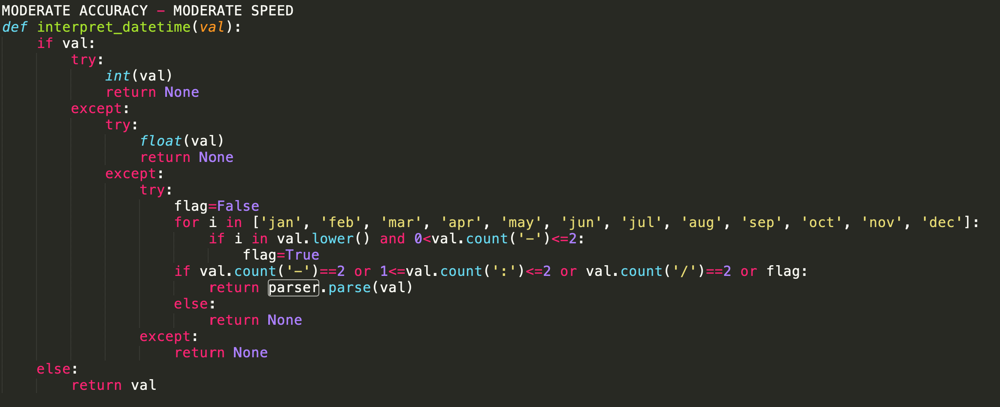 MODERATE ACCURACY - MODERATE SPEED
def interpret_datetime(val):
    if val:
        try:
            int(val)
            return None
        except:
            try:
                float(val)
                return None
            except:
                try:
                    flag=False
                    for i in ['jan', 'feb', 'mar', 'apr', 'may', 'jun', 'jul', 'aug', 'sep', 'oct', 'nov', 'dec']:
                        if i in val.lower() and 0<val.count('-')<=2:
                            flag=True
                    if val.count('-')==2 or 1<=val.count(':')<=2 or val.count('/')==2 or flag:
                        return parser.parse(val)
                    else:
                        return None
                except:
                    return None
    else:
        return val